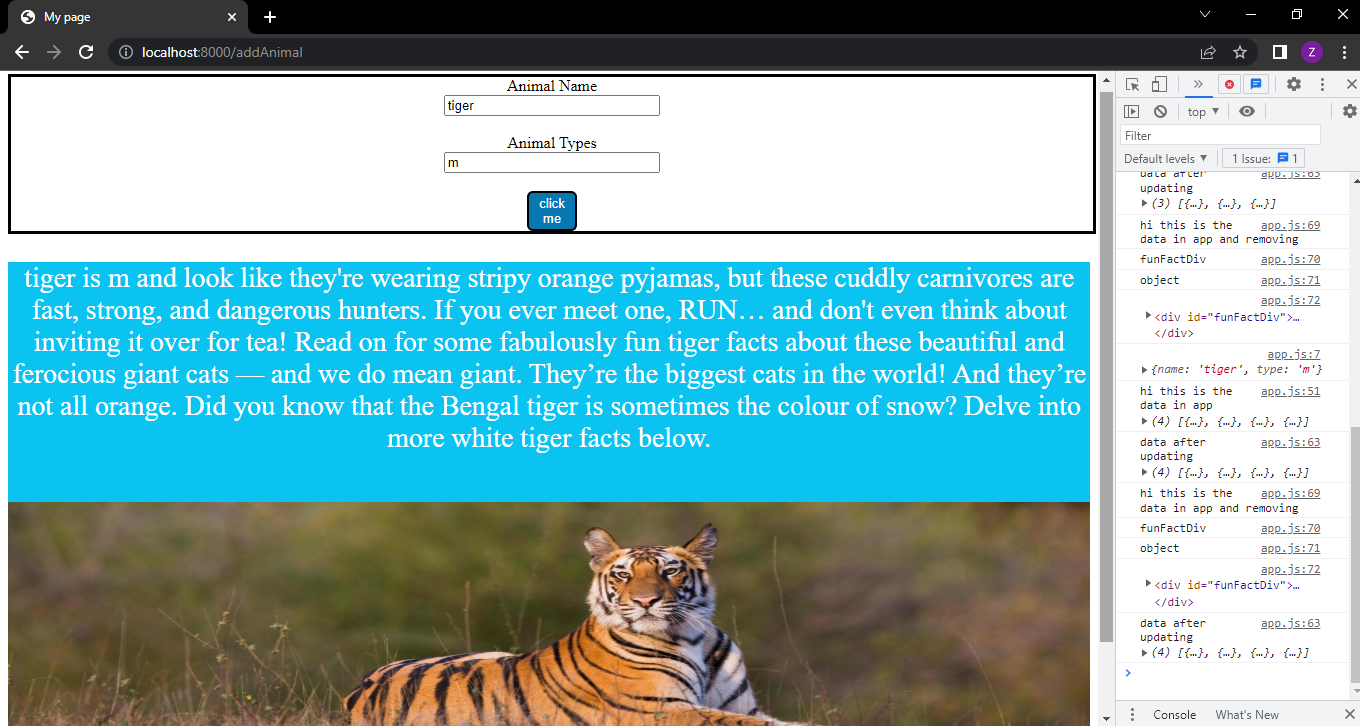 My page
localhost:8000/addAnimal
Z
Animal Name
tiger
Animal Types
m
click
me
tiger is m and look like they're wearing stripy orange pyjamas, but these cuddly carnivores are
fast, strong, and dangerous hunters. If you ever meet one, RUN… and don't even think about
inviting it over for tea! Read on for some fabulously fun tiger facts about these beautiful and
ferocious giant cats — and we do mean giant. They’re the biggest cats in the world! And they’re
not all orange. Did you know that the Bengal tiger is sometimes the colour of snow? Delve into
more white tiger facts below.
top
Filter
Default levels
1 Issue: 1
data after app.js:63
updating
(3) [{…}, {…}, {…}]
hi this is the app.js:69
data in app and removing
funFactDiv app.js:70
object app.js:71
app.js:72
<div id="funFactDiv">…
</div>
app.js:7
{name: 'tiger', type: 'm'}
hi this is the app.js:51
data in app
(4) [{…}, {…}, {…}, {…}]
data after app.js:63
updating
(4) [{…}, {…}, {…}, {…}]
hi this is the app.js:69
data in app and removing
funFactDiv app.js:70
object app.js:71
app.js:72
<div id="funFactDiv">…
</div>
data after app.js:63
updating
(4) [{…}, {…}, {…}, {…}]
Console What's New